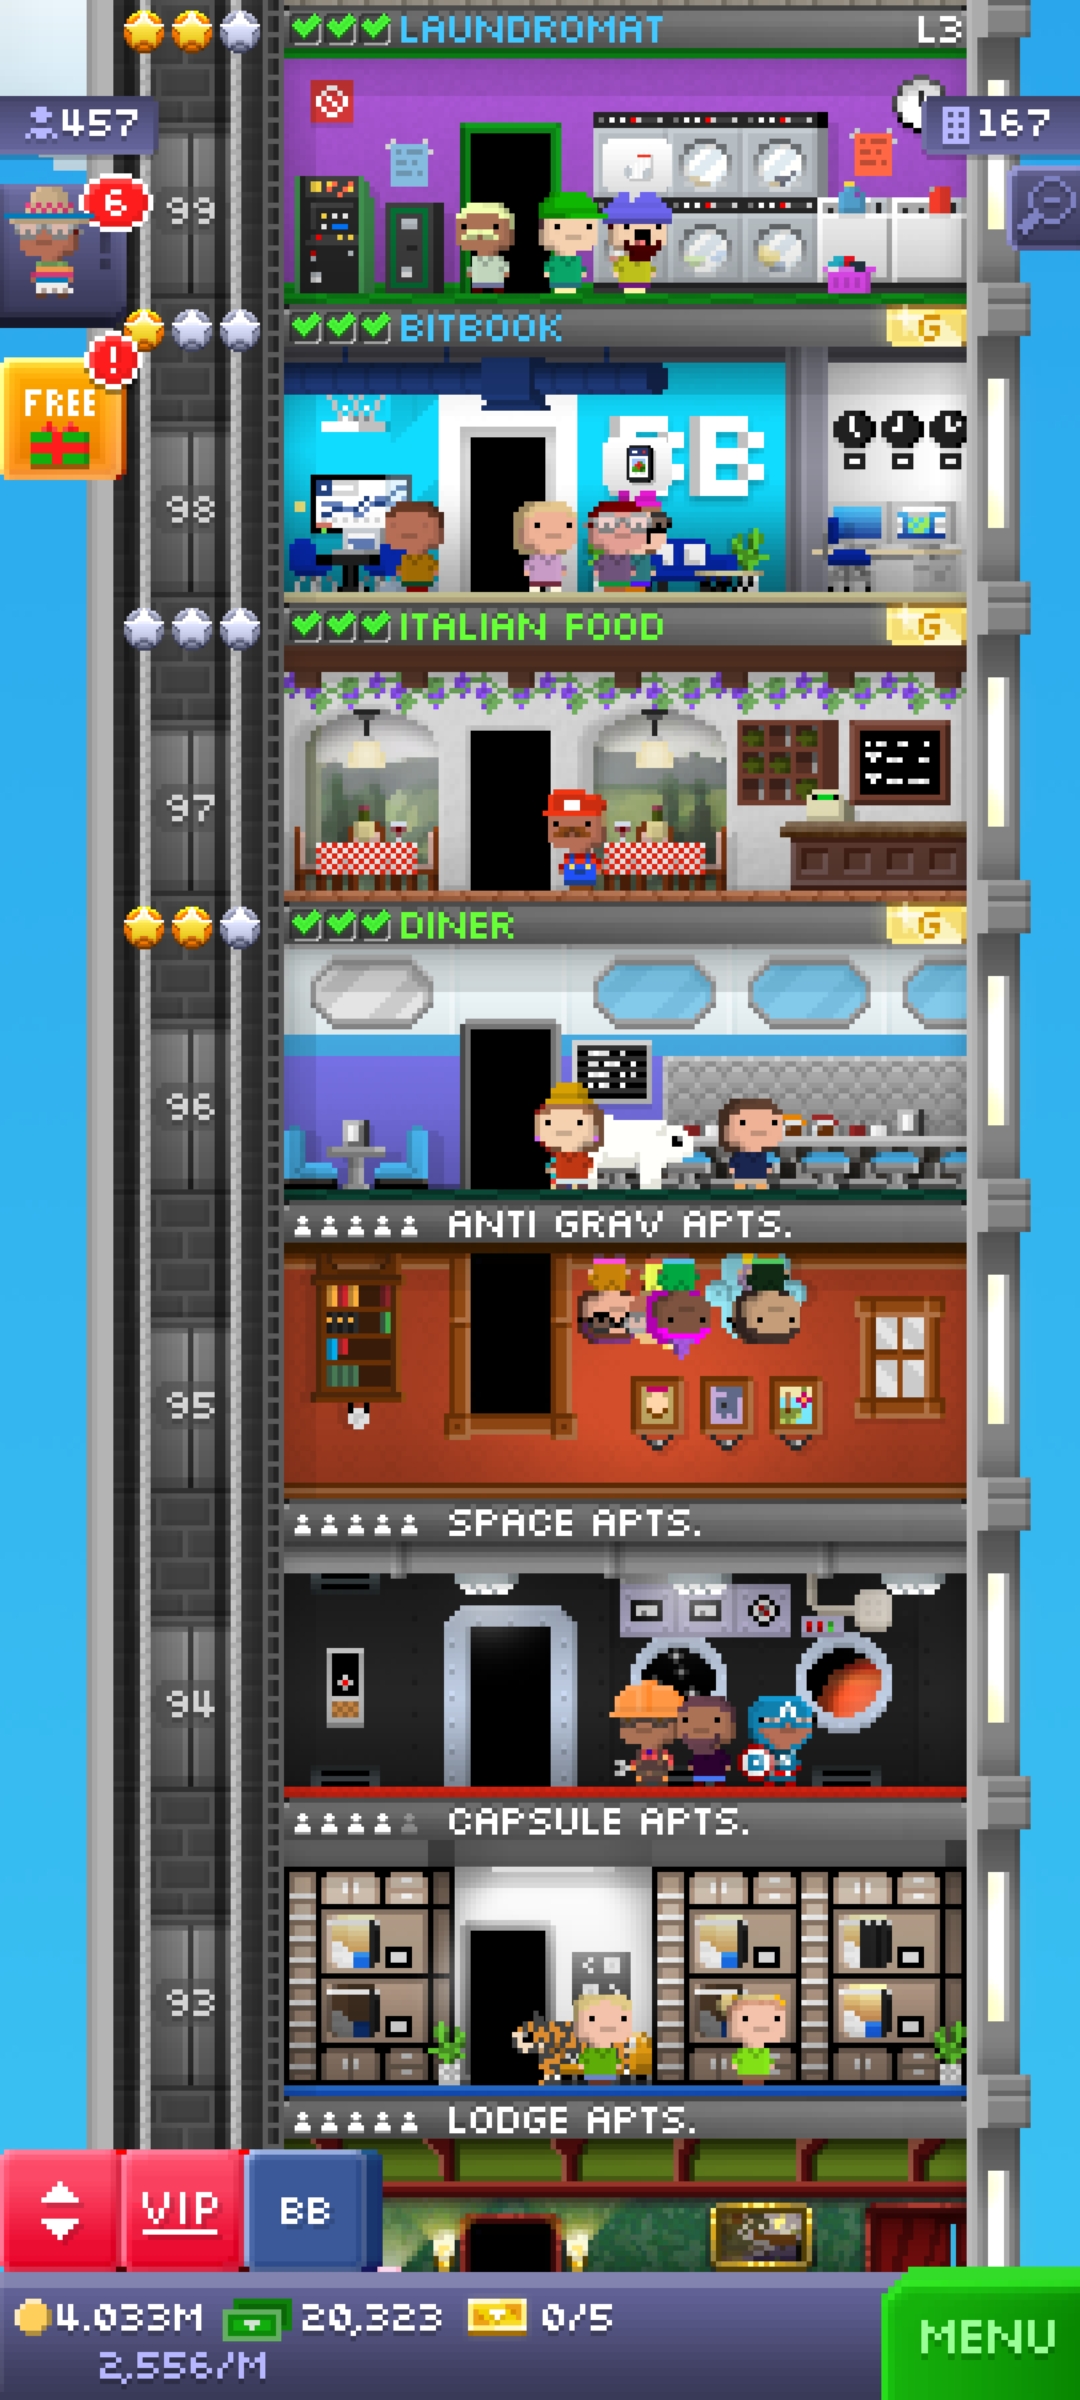 LAUNDROMAT L3
457
167
99
6
BITBOOK G
!
FREE
BB
98
ITALIAN FOOD G
97
DINER G
96
ANTI GRAV APTS.
95
SPACE APTS.
94
CAPSULE APTS.
93
LODGE APTS.
VIP
BB
4.033M 20,323 0/5
2,556/M
MENU